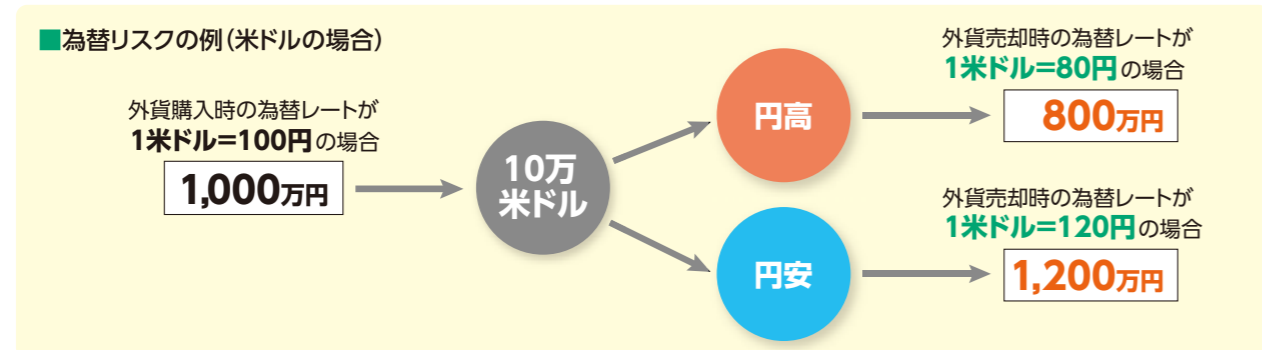 ■為替リスクの例(米ドルの場合)
外貨購入時の為替レートが
1米ドル=100円の場合
1,000万円
10万
米ドル
円高
外貨売却時の為替レートが
1米ドル=80円の場合
800万円
円安
外貨売却時の為替レートが
1米ドル=120円の場合
1,200万円